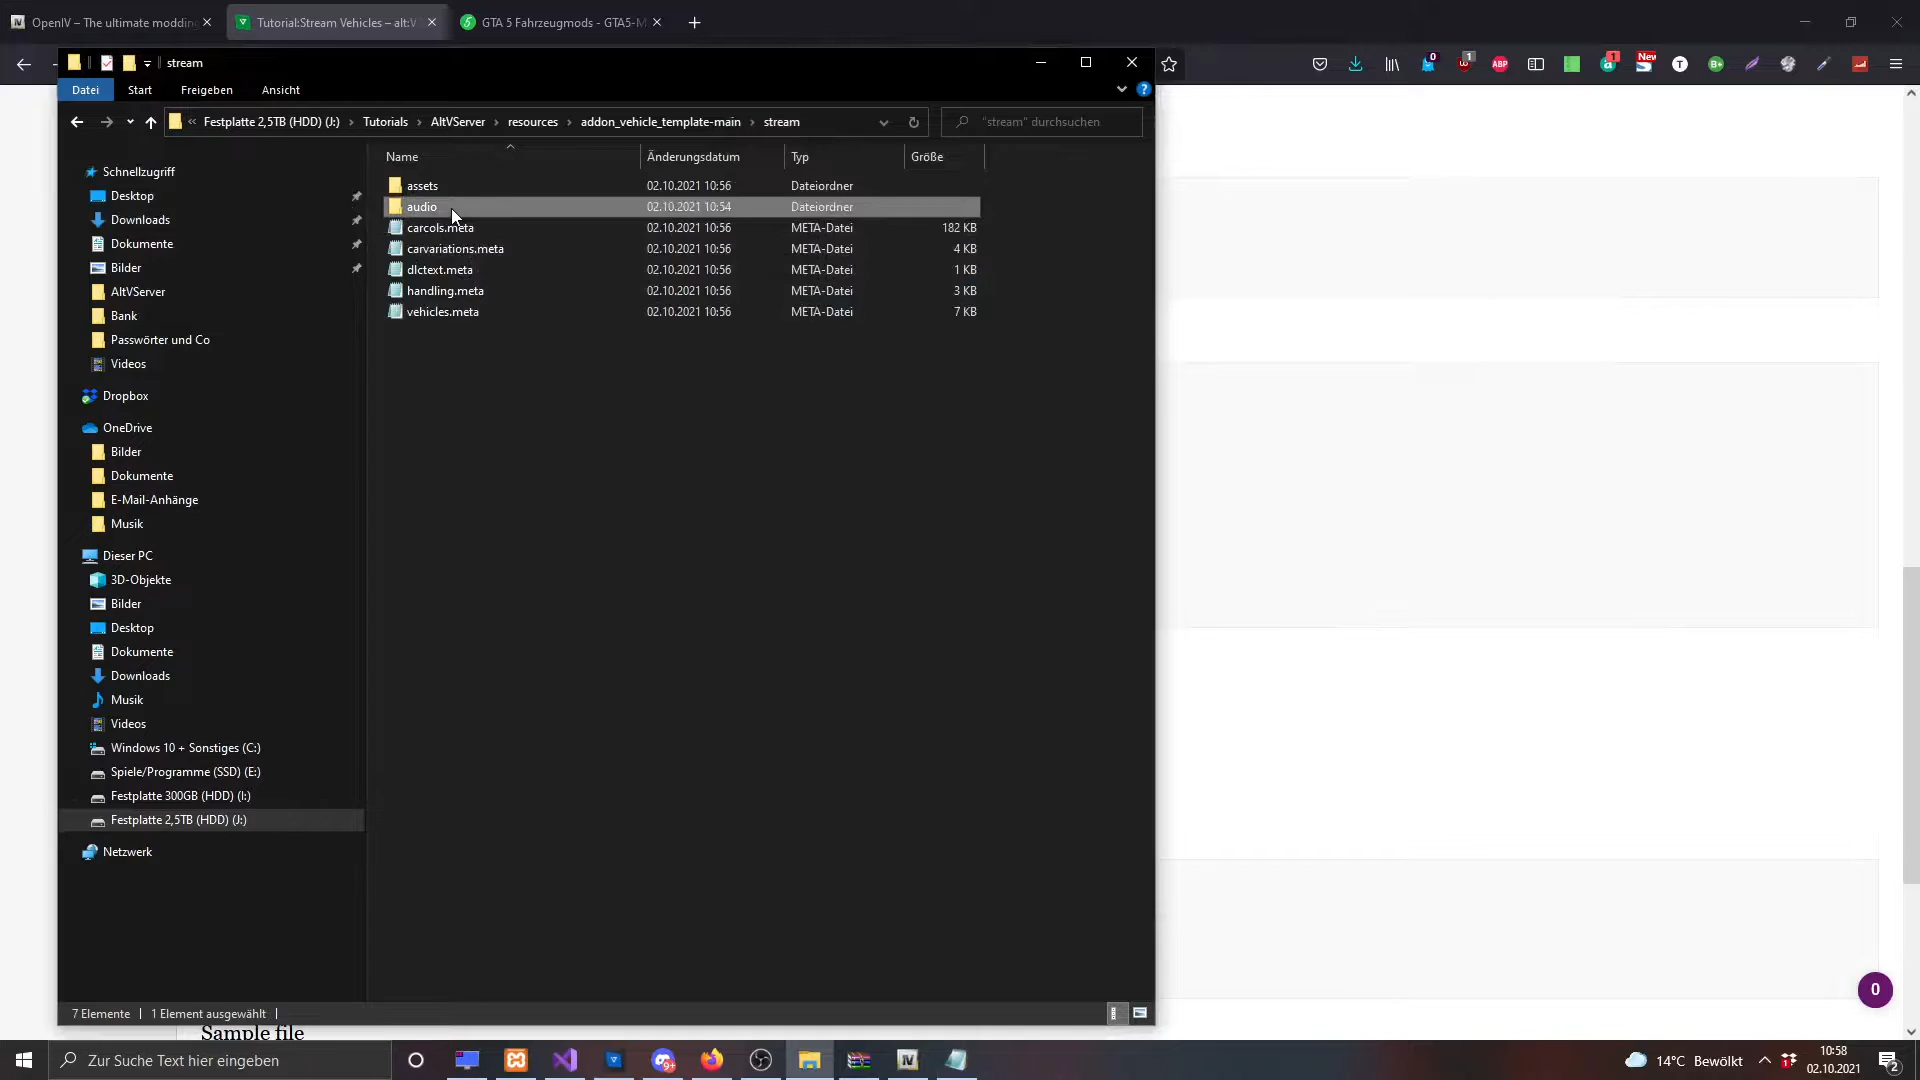 OpenIV – The ultimate modding
Tutorial:Stream Vehicles – alt:V
GTA 5 Fahrzeugmods - GTA5-M
stream
Datei
Start
Freigeben
Ansicht
« Festplatte 2,5TB (HDD) (J:) > Tutorials > AltVServer > resources > addon_vehicle_template-main > stream
"stream" durchsuchen
Name
Änderungsdatum
Typ
Größe
assets 02.10.2021 10:56 Dateiordner
audio 02.10.2021 10:54 Dateiordner
carcols.meta 02.10.2021 10:56 META-Datei 182 KB
carvariations.meta 02.10.2021 10:56 META-Datei 4 KB
dlctext.meta 02.10.2021 10:56 META-Datei 1 KB
handling.meta 02.10.2021 10:56 META-Datei 3 KB
vehicles.meta 02.10.2021 10:56 META-Datei 7 KB
Schnellzugriff
Desktop
Downloads
Dokumente
Bilder
AltVServer
Bank
Passwörter und Co
Videos
Dropbox
OneDrive
Bilder
Dokumente
E-Mail-Anhänge
Musik
Dieser PC
3D-Objekte
Bilder
Desktop
Dokumente
Downloads
Musik
Videos
Windows 10 + Sonstiges (C:)
Spiele/Programme (SSD) (E:)
Festplatte 300GB (HDD) (I:)
Festplatte 2,5TB (HDD) (J:)
Netzwerk
7 Elemente
1 Element ausgewählt
Sample file
0
Zur Suche Text hier eingeben
14°C Bewölkt
10:58
02.10.2021